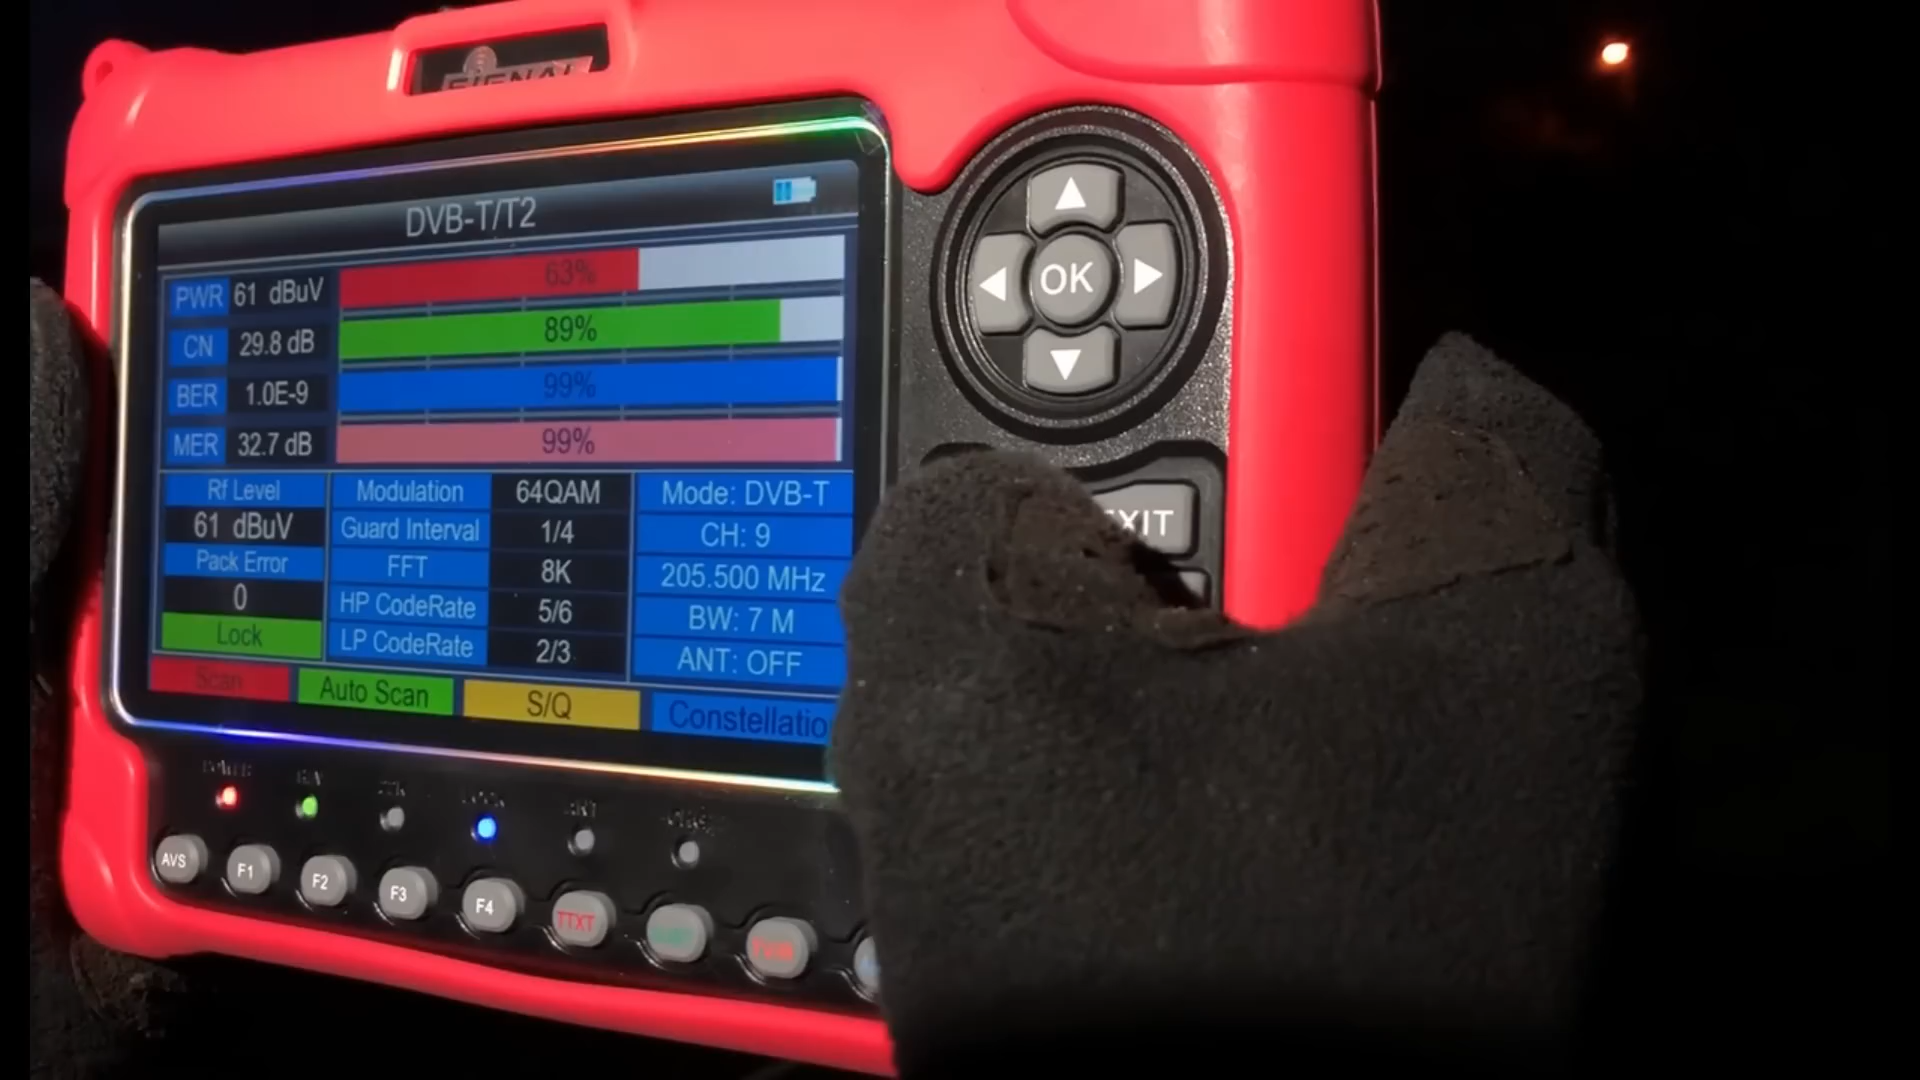 SIGNAL
DVB-T/T2
PWR 61 dBuV 63%
CN 29.8 dB 89%
BER 1.0E-9 99%
MER 32.7 dB 99%
Rf Level
61 dBuV
Pack Error
0
Lock
Modulation 64QAM
Guard Interval 1/4
FFT 8K
HP CodeRate 5/6
LP CodeRate 2/3
Mode: DVB-T
CH: 9
205.500 MHz
BW: 7 M
ANT: OFF
Scan Auto Scan S/Q Constellatio
OK
EXIT
POWER LOCK
AVS F1 F2 F3 F4 TTXT